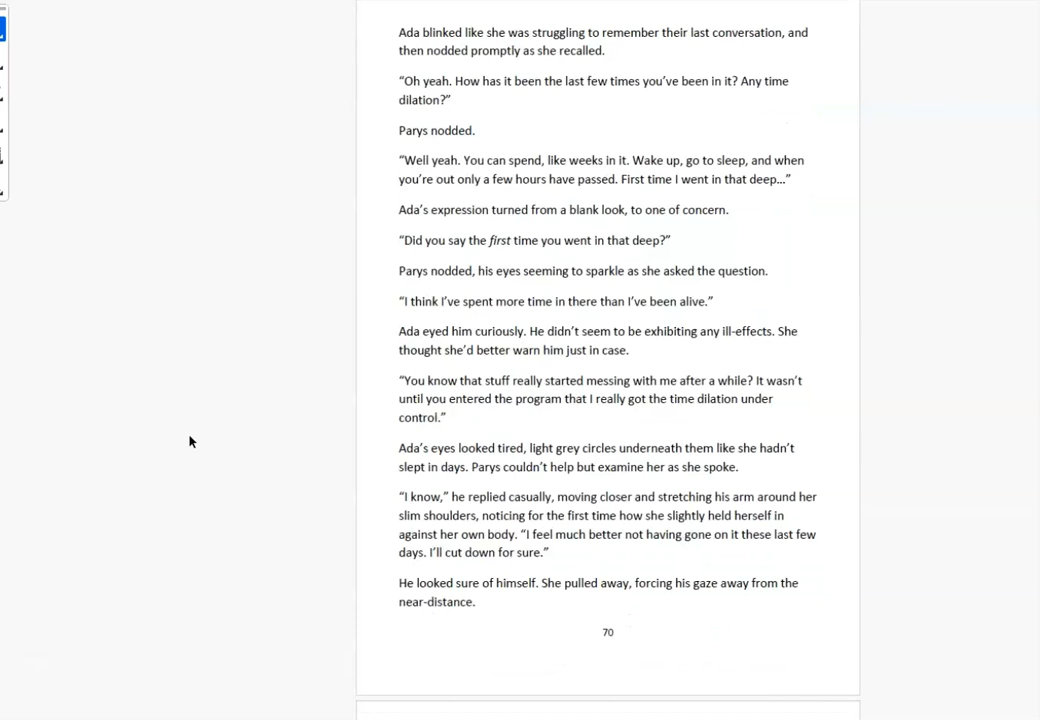 Ada blinked like she was struggling to remember their last conversation, and
then nodded promptly as she recalled.
“Oh yeah. How has it been the last few times you’ve been in it? Any time
dilation?”
Parys nodded.
“Well yeah. You can spend, like weeks in it. Wake up, go to sleep, and when
you’re out only a few hours have passed. First time I went in that deep…”
Ada’s expression turned from a blank look, to one of concern.
“Did you say the first time you went in that deep?”
Parys nodded, his eyes seeming to sparkle as she asked the question.
“I think I’ve spent more time in there than I’ve been alive.”
Ada eyed him curiously. He didn’t seem to be exhibiting any ill-effects. She
thought she’d better warn him just in case.
“You know that stuff really started messing with me after a while? It wasn’t
until you entered the program that I really got the time dilation under
control.”
Ada’s eyes looked tired, light grey circles underneath them like she hadn’t
slept in days. Parys couldn’t help but examine her as she spoke.
“I know,” he replied casually, moving closer and stretching his arm around her
slim shoulders, noticing for the first time how she slightly held herself in
against her own body. “I feel much better not having gone on it these last few
days. I’ll cut down for sure.”
He looked sure of himself. She pulled away, forcing his gaze away from the
near-distance.
70